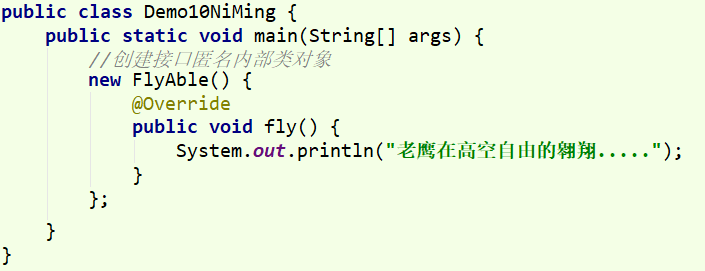 public class Demo10NiMing {
    public static void main(String[] args) {
        //创建接口匿名内部类对象
        new FlyAble() {
            @Override
            public void fly() {
                System.out.println("老鹰在高空自由的翱翔.....");
            }
        };
    }
}